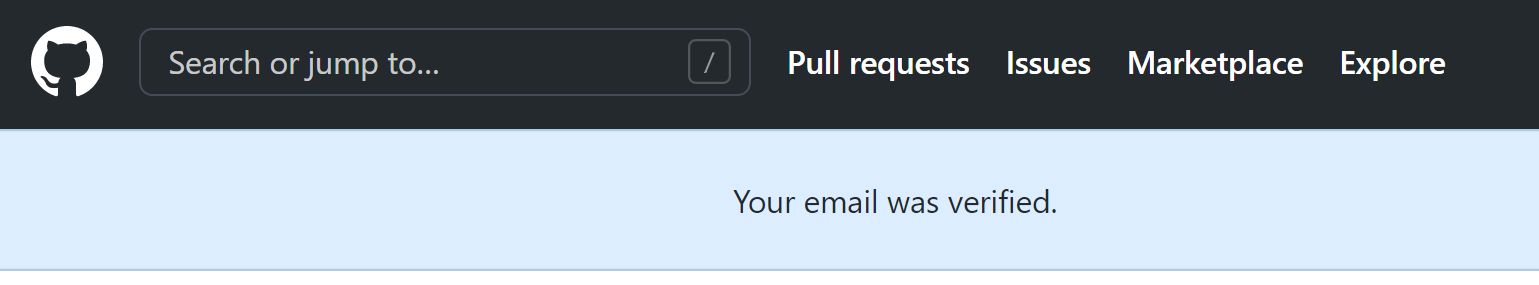 Search or jump to... / Pull requests Issues Marketplace Explore
Your email was verified.